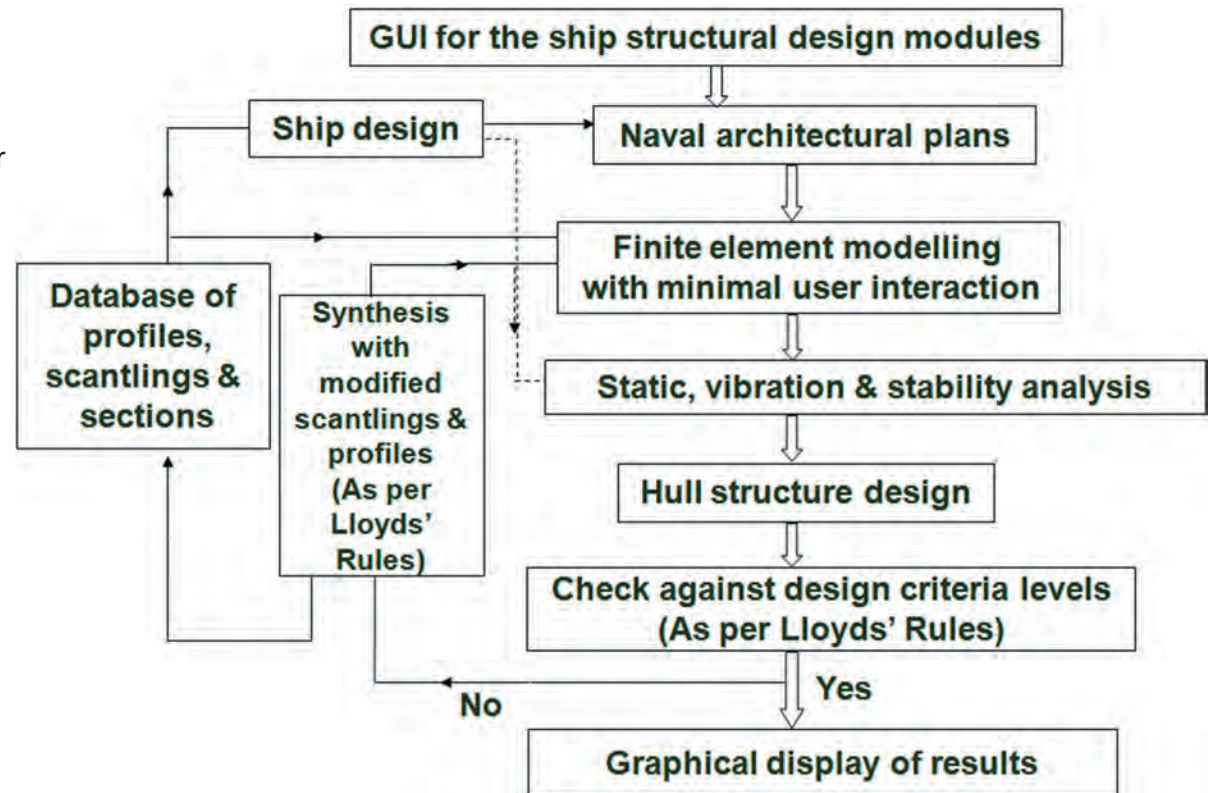 GUI for the ship structural design modules
Ship design
Naval architectural plans
r
Finite element modelling
with minimal user interaction
Database of
profiles,
scantlings &
sections
Synthesis
with
modified
scantlings &
profiles
(As per
Lloyds'
Rules)
Static, vibration & stability analysis
Hull structure design
Check against design criteria levels
(As per Lloyds' Rules)
Yes
No
Graphical display of results